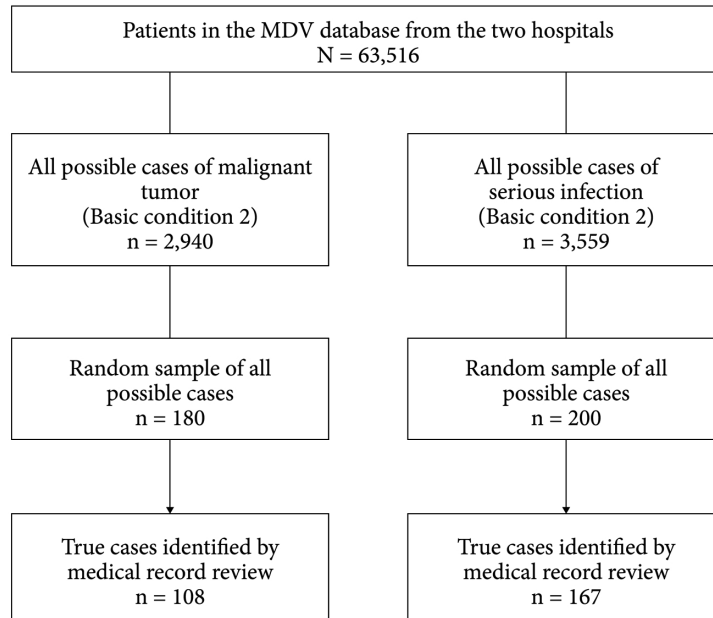 Patients in the MDV database from the two hospitals
N = 63,516
All possible cases of malignant
tumor
(Basic condition 2)
n = 2,940
All possible cases of
serious infection
(Basic condition 2)
n = 3,559
Random sample of all
possible cases
n = 180
Random sample of all
possible cases
n = 200
True cases identified by
medical record review
n = 108
True cases identified by
medical record review
n = 167